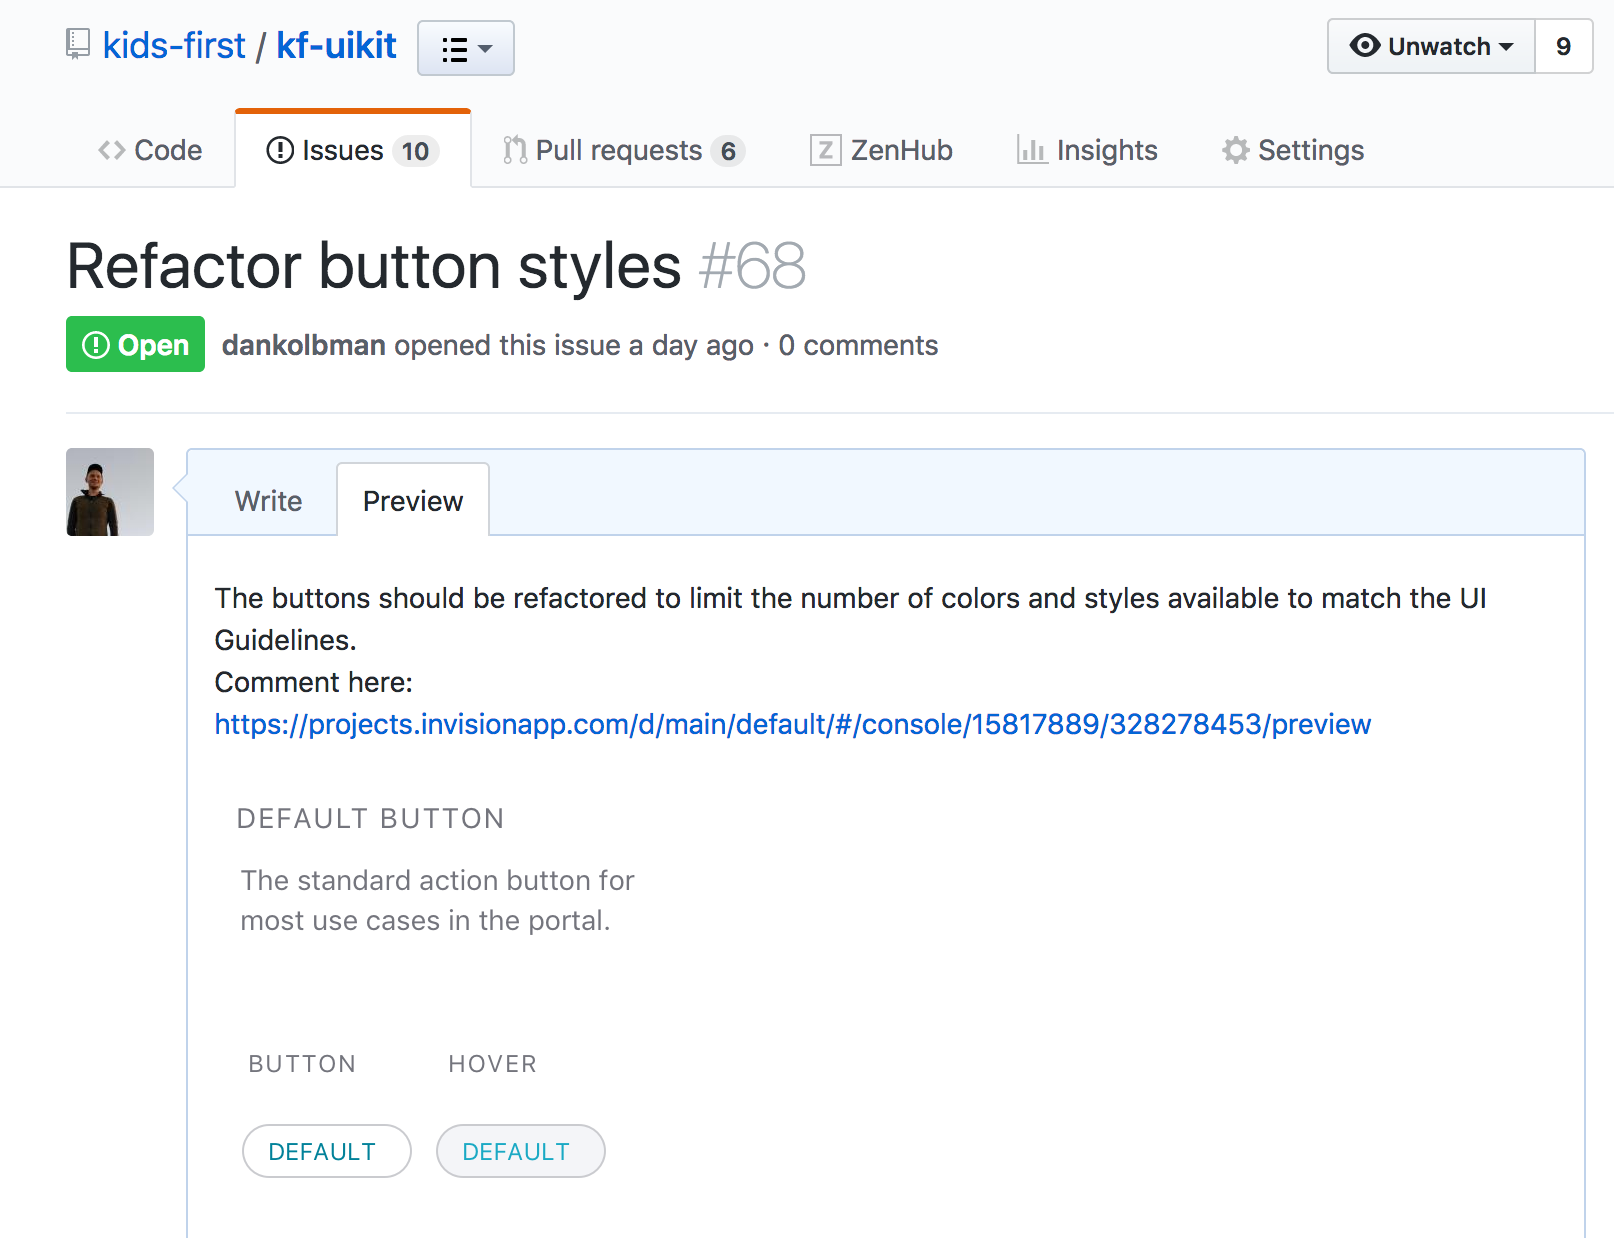 kids-first / kf-uikit
Unwatch 9
Code Issues 10 Pull requests 6 Z ZenHub Insights Settings
Refactor button styles #68
Open dankolbman opened this issue a day ago · 0 comments
Write Preview
The buttons should be refactored to limit the number of colors and styles available to match the UI
Guidelines.
Comment here:
https://projects.invisionapp.com/d/main/default/#/console/15817889/328278453/preview
DEFAULT BUTTON
The standard action button for
most use cases in the portal.
BUTTON HOVER
DEFAULT DEFAULT